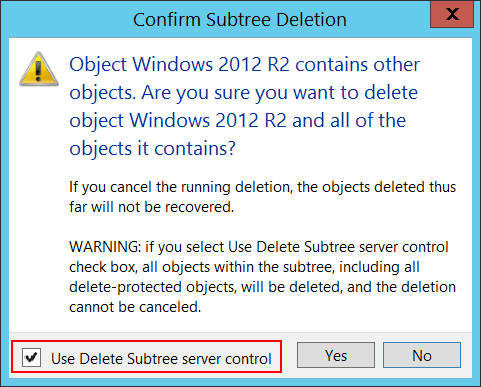 Confirm Subtree Deletion
X
Object Windows 2012 R2 contains other
objects. Are you sure you want to delete
object Windows 2012 R2 and all of the
objects it contains?
If you cancel the running deletion, the objects deleted thus
far will not be recovered.
WARNING: if you select Use Delete Subtree server control
check box, all objects within the subtree, including all
delete-protected objects, will be deleted, and the deletion
cannot be canceled.
Use Delete Subtree server control
Yes
No